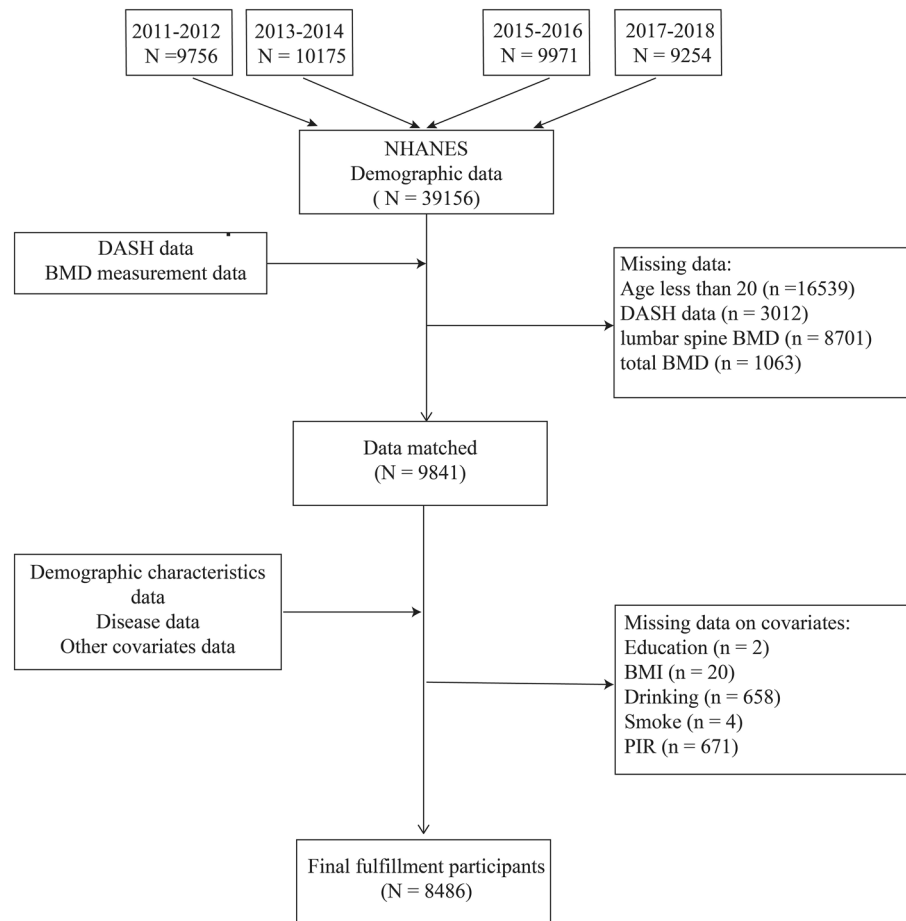 2011-2012
N =9756
2013-2014
N = 10175
2015-2016
N = 9971
2017-2018
N = 9254
NHANES
Demographic data
( N = 39156)
DASH data
BMD measurement data
Missing data:
Age less than 20 (n =16539)
DASH data (n = 3012)
lumbar spine BMD (n = 8701)
total BMD (n = 1063)
Data matched
(N = 9841)
Demographic characteristics
data
Disease data
Other covariates data
Missing data on covariates:
Education (n = 2)
BMI (n = 20)
Drinking (n = 658)
Smoke (n = 4)
PIR (n = 671)
Final fulfillment participants
(N = 8486)